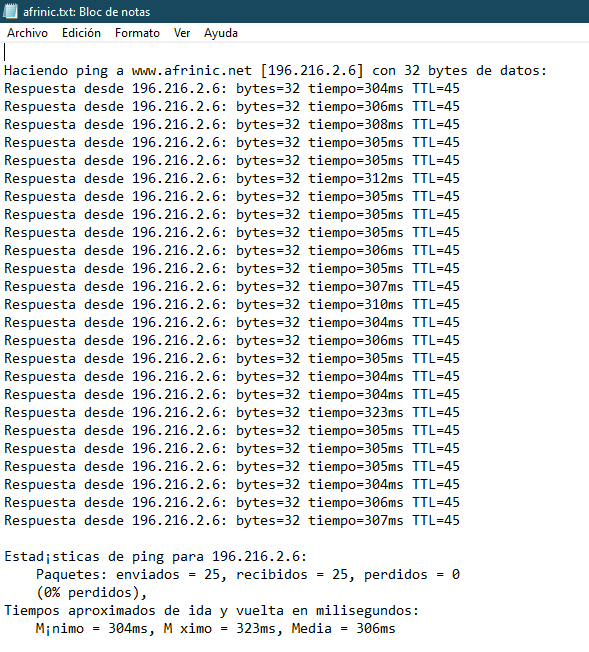 afrinic.txt: Bloc de notas
Archivo Edición Formato Ver Ayuda
Haciendo ping a www.afrinic.net [196.216.2.6] con 32 bytes de datos:
Respuesta desde 196.216.2.6: bytes=32 tiempo=304ms TTL=45
Respuesta desde 196.216.2.6: bytes=32 tiempo=306ms TTL=45
Respuesta desde 196.216.2.6: bytes=32 tiempo=308ms TTL=45
Respuesta desde 196.216.2.6: bytes=32 tiempo=305ms TTL=45
Respuesta desde 196.216.2.6: bytes=32 tiempo=305ms TTL=45
Respuesta desde 196.216.2.6: bytes=32 tiempo=312ms TTL=45
Respuesta desde 196.216.2.6: bytes=32 tiempo=305ms TTL=45
Respuesta desde 196.216.2.6: bytes=32 tiempo=305ms TTL=45
Respuesta desde 196.216.2.6: bytes=32 tiempo=305ms TTL=45
Respuesta desde 196.216.2.6: bytes=32 tiempo=306ms TTL=45
Respuesta desde 196.216.2.6: bytes=32 tiempo=305ms TTL=45
Respuesta desde 196.216.2.6: bytes=32 tiempo=307ms TTL=45
Respuesta desde 196.216.2.6: bytes=32 tiempo=310ms TTL=45
Respuesta desde 196.216.2.6: bytes=32 tiempo=304ms TTL=45
Respuesta desde 196.216.2.6: bytes=32 tiempo=306ms TTL=45
Respuesta desde 196.216.2.6: bytes=32 tiempo=305ms TTL=45
Respuesta desde 196.216.2.6: bytes=32 tiempo=304ms TTL=45
Respuesta desde 196.216.2.6: bytes=32 tiempo=304ms TTL=45
Respuesta desde 196.216.2.6: bytes=32 tiempo=323ms TTL=45
Respuesta desde 196.216.2.6: bytes=32 tiempo=305ms TTL=45
Respuesta desde 196.216.2.6: bytes=32 tiempo=305ms TTL=45
Respuesta desde 196.216.2.6: bytes=32 tiempo=305ms TTL=45
Respuesta desde 196.216.2.6: bytes=32 tiempo=304ms TTL=45
Respuesta desde 196.216.2.6: bytes=32 tiempo=306ms TTL=45
Respuesta desde 196.216.2.6: bytes=32 tiempo=307ms TTL=45
Estad¡sticas de ping para 196.216.2.6:
Paquetes: enviados = 25, recibidos = 25, perdidos = 0
(0% perdidos),
Tiempos aproximados de ida y vuelta en milisegundos:
M¡nimo = 304ms, M ximo = 323ms, Media = 306ms